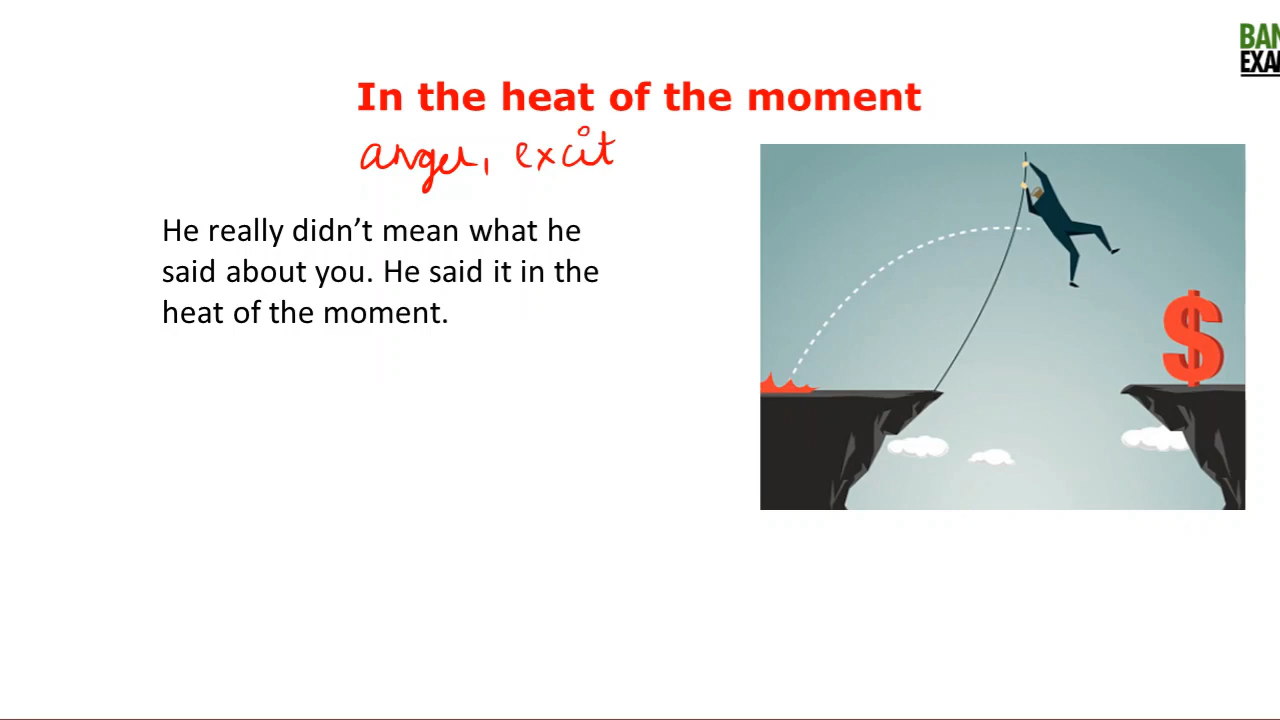 BAN
EXA
In the heat of the moment
anger, excit
He really didn’t mean what he
said about you. He said it in the
heat of the moment.
$